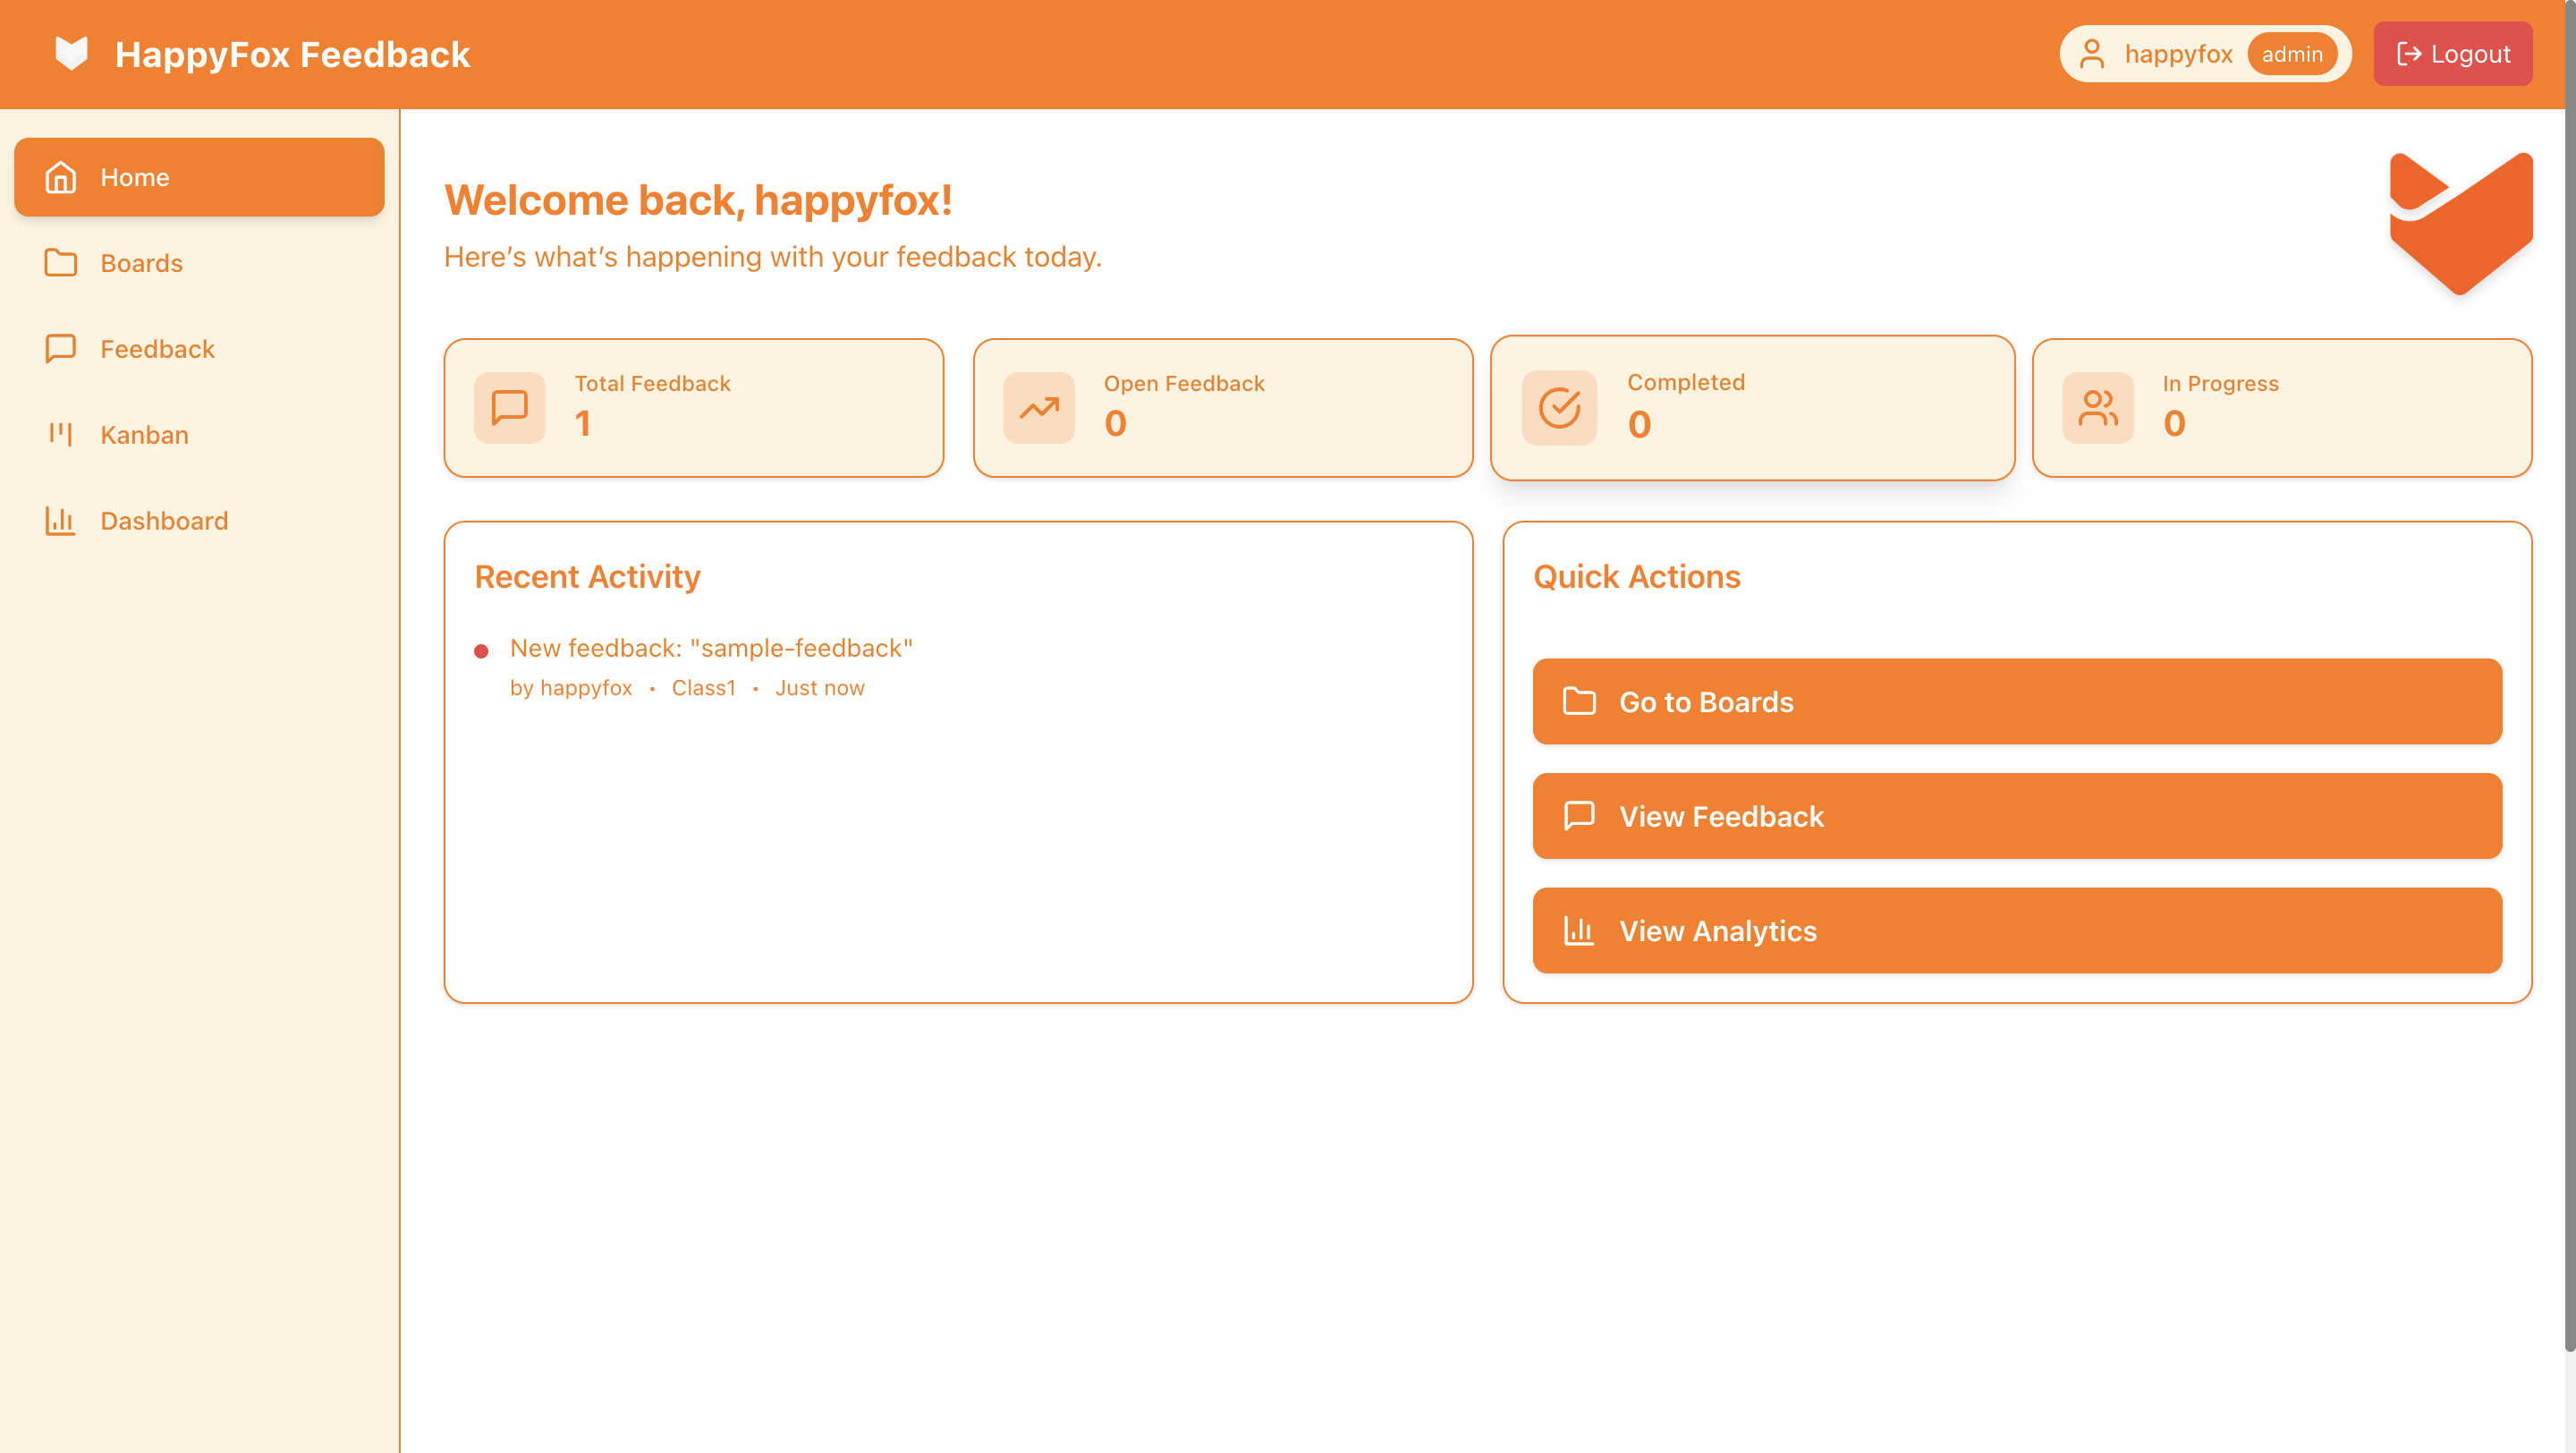 HappyFox Feedback
happyfox admin
Logout
Home
Boards
Feedback
Kanban
Dashboard
Welcome back, happyfox!
Here’s what’s happening with your feedback today.
Total Feedback
1
Open Feedback
0
Completed
0
In Progress
0
Recent Activity
New feedback: "sample-feedback"
by happyfox • Class1 • Just now
Quick Actions
Go to Boards
View Feedback
View Analytics